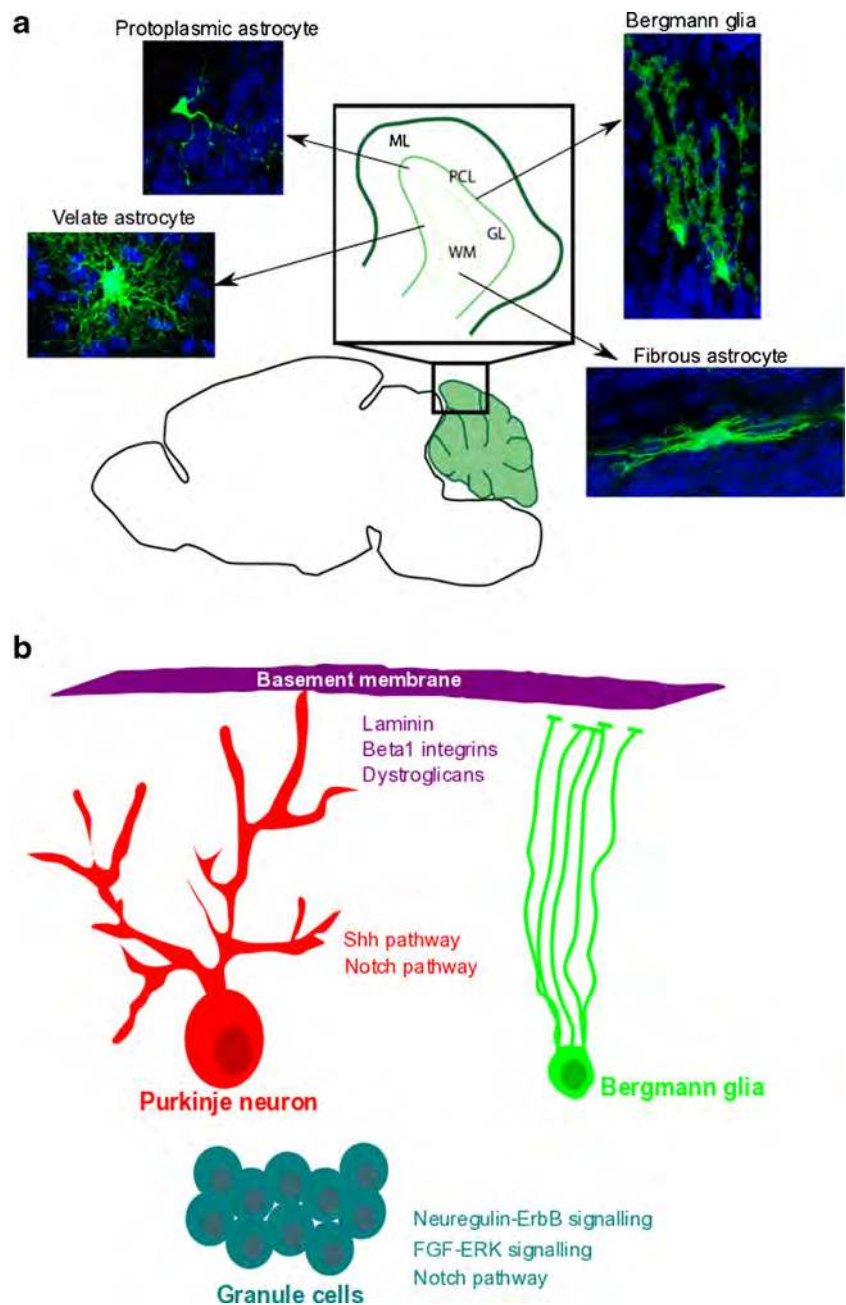 a
Protoplasmic astrocyte
Bergmann glia
Velate astrocyte
ML
PCL
GL
WM
Fibrous astrocyte
b
Basement membrane
Laminin
Beta1 integrins
Dystroglicans
Shh pathway
Notch pathway
Purkinje neuron
Bergmann glia
Neuregulin-ErbB signalling
FGF-ERK signalling
Notch pathway
Granule cells